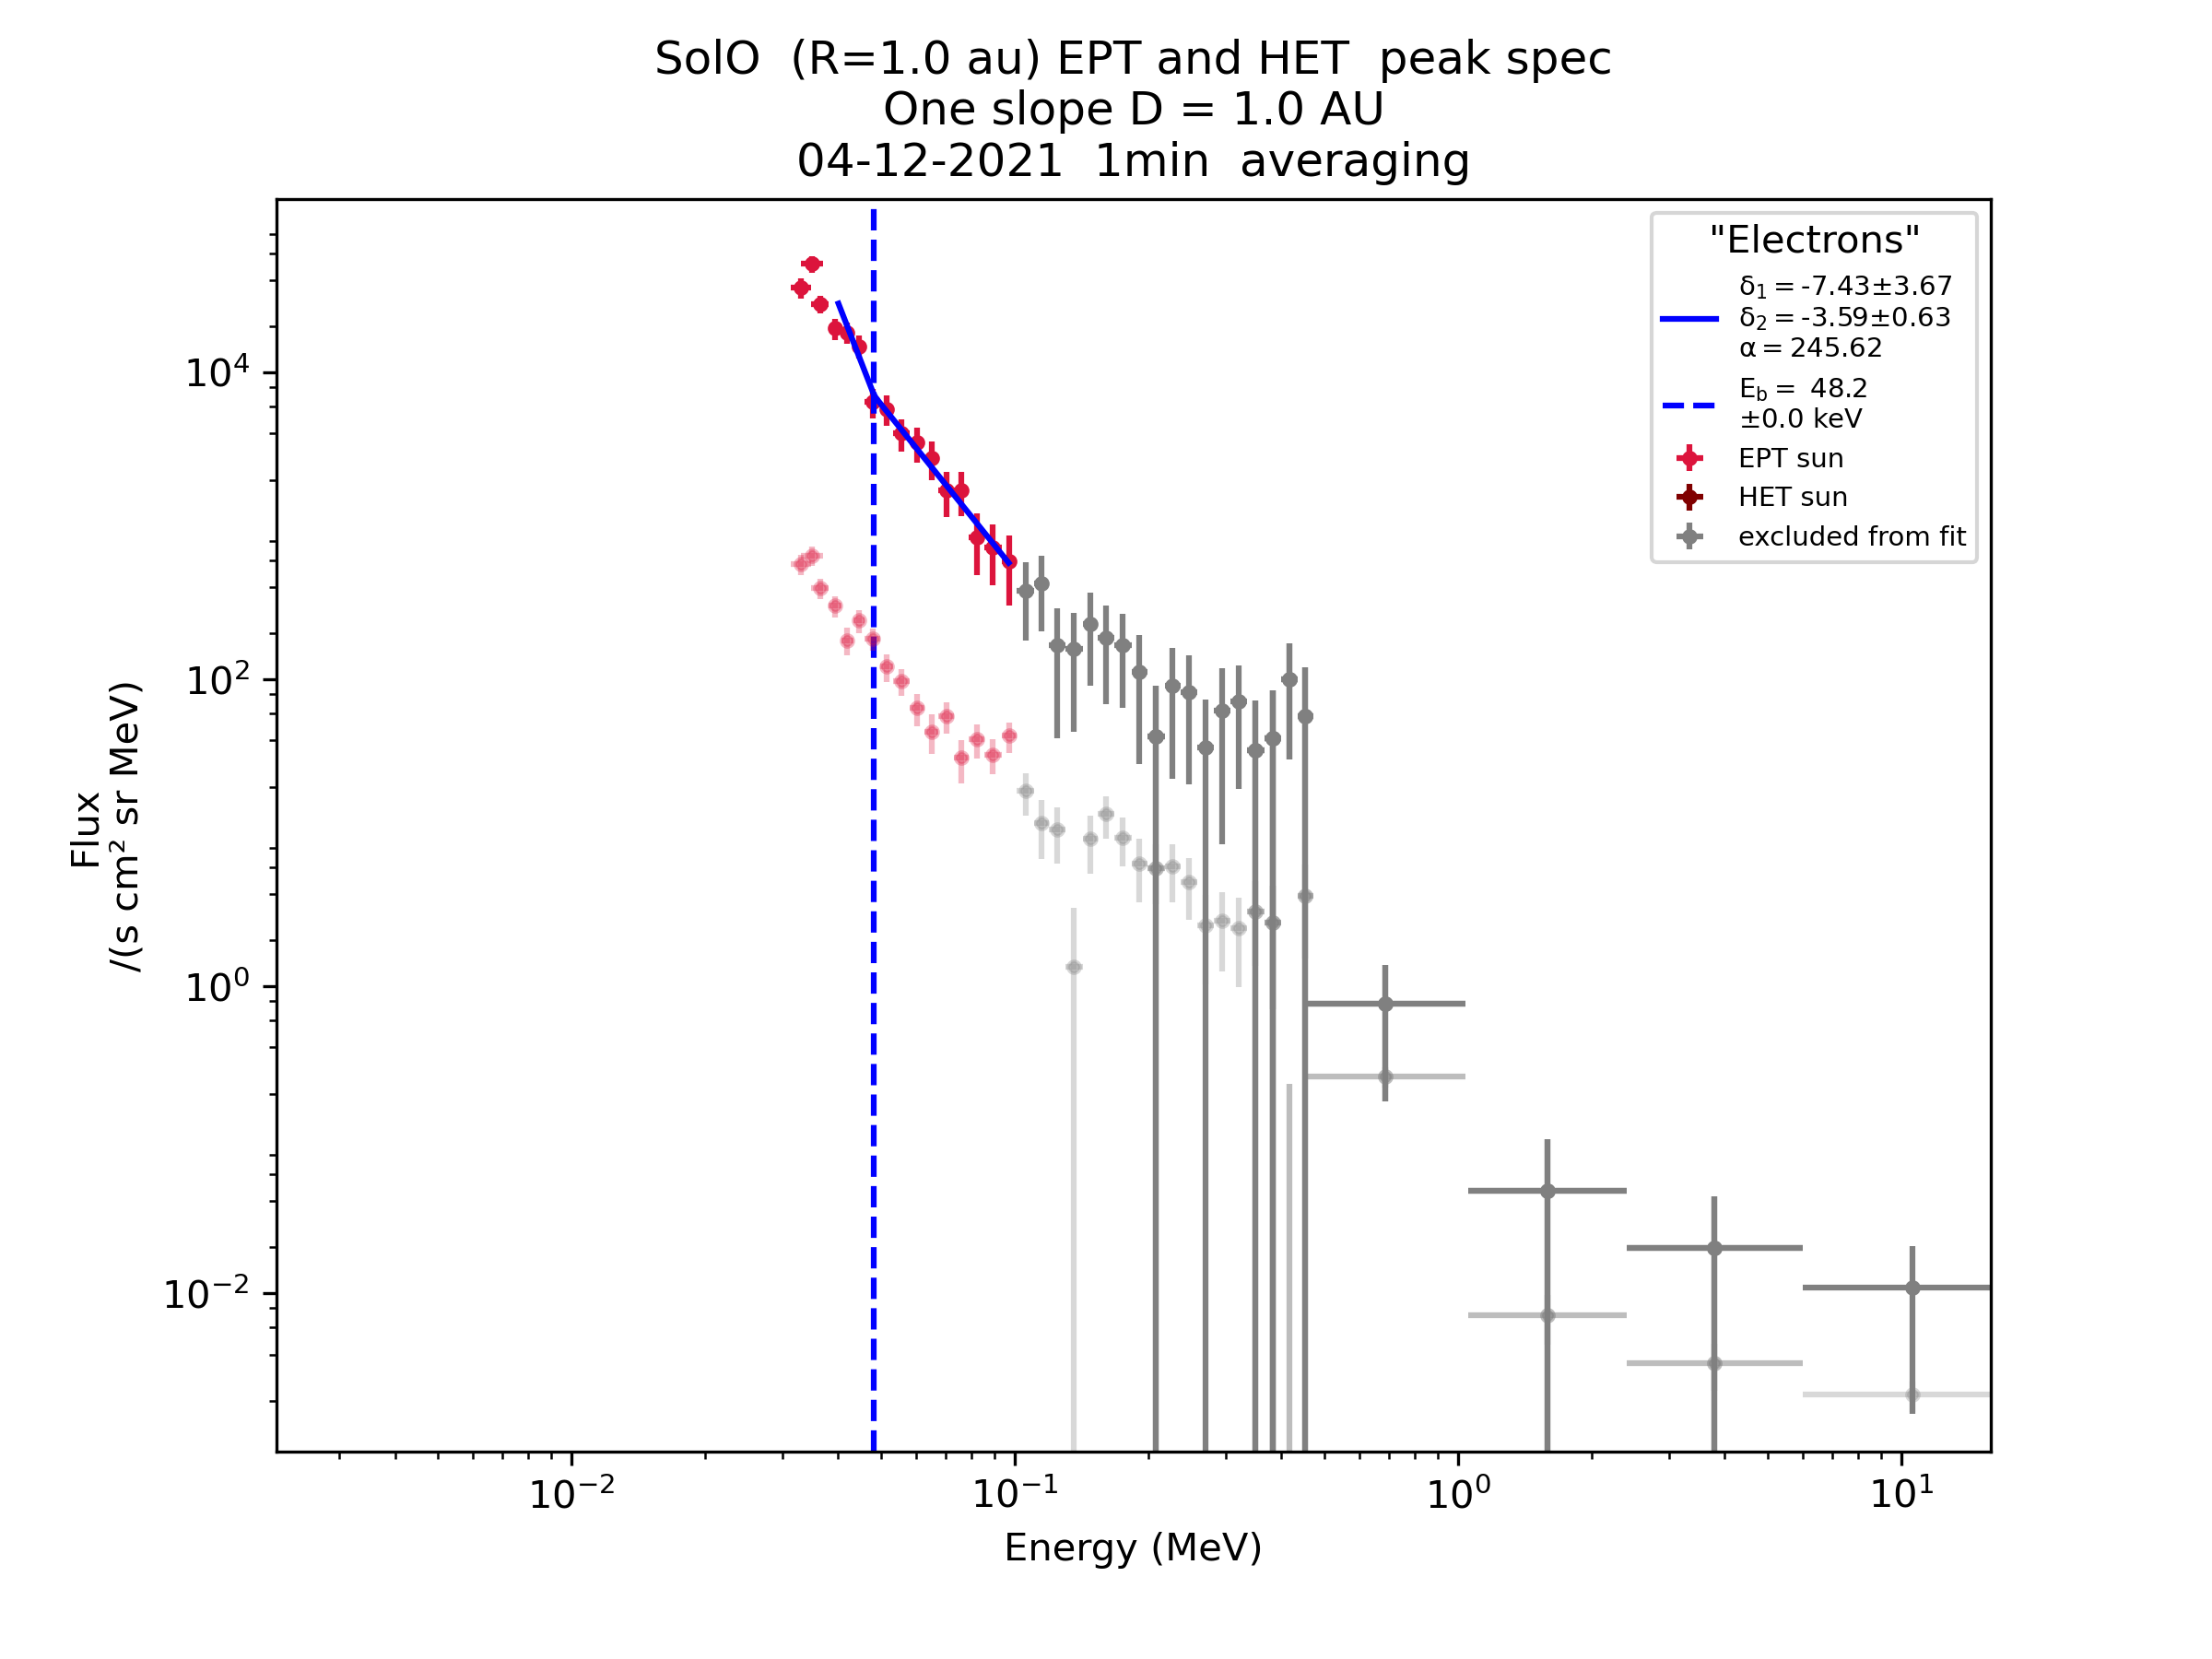 SolO  (R=1.0 au) EPT and HET  peak spec
One slope D = 1.0 AU
04-12-2021  1min  averaging
"Electrons"
δ₁ = -7.43±3.67
δ₂ = -3.59±0.63
α = 245.62
E_b = 48.2
±0.0 keV
EPT sun
HET sun
excluded from fit
Flux
/(s cm² sr MeV)
10⁴
10²
10⁰
10⁻²
10⁻²
10⁻¹
10⁰
10¹
Energy (MeV)